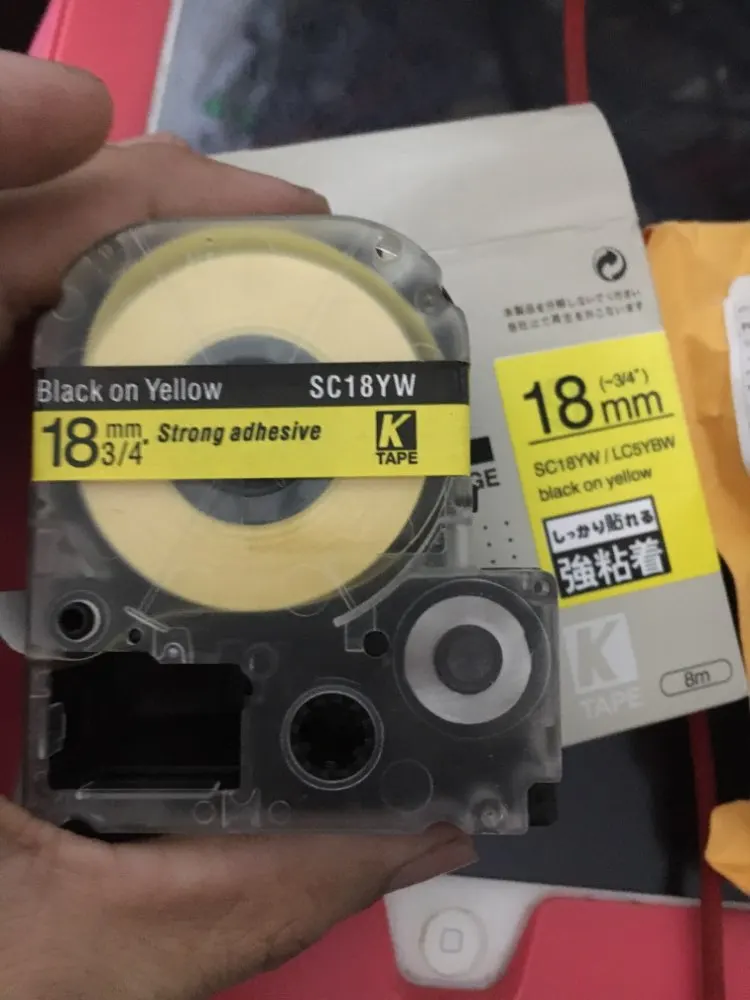 Black on Yellow SC18YW
18 mm 3/4" Strong adhesive
K TAPE
18 mm (~3/4")
SC18YW / LC5YBW
black on yellow
しっかり貼れる
強粘着
K
TAPE
8m
GE